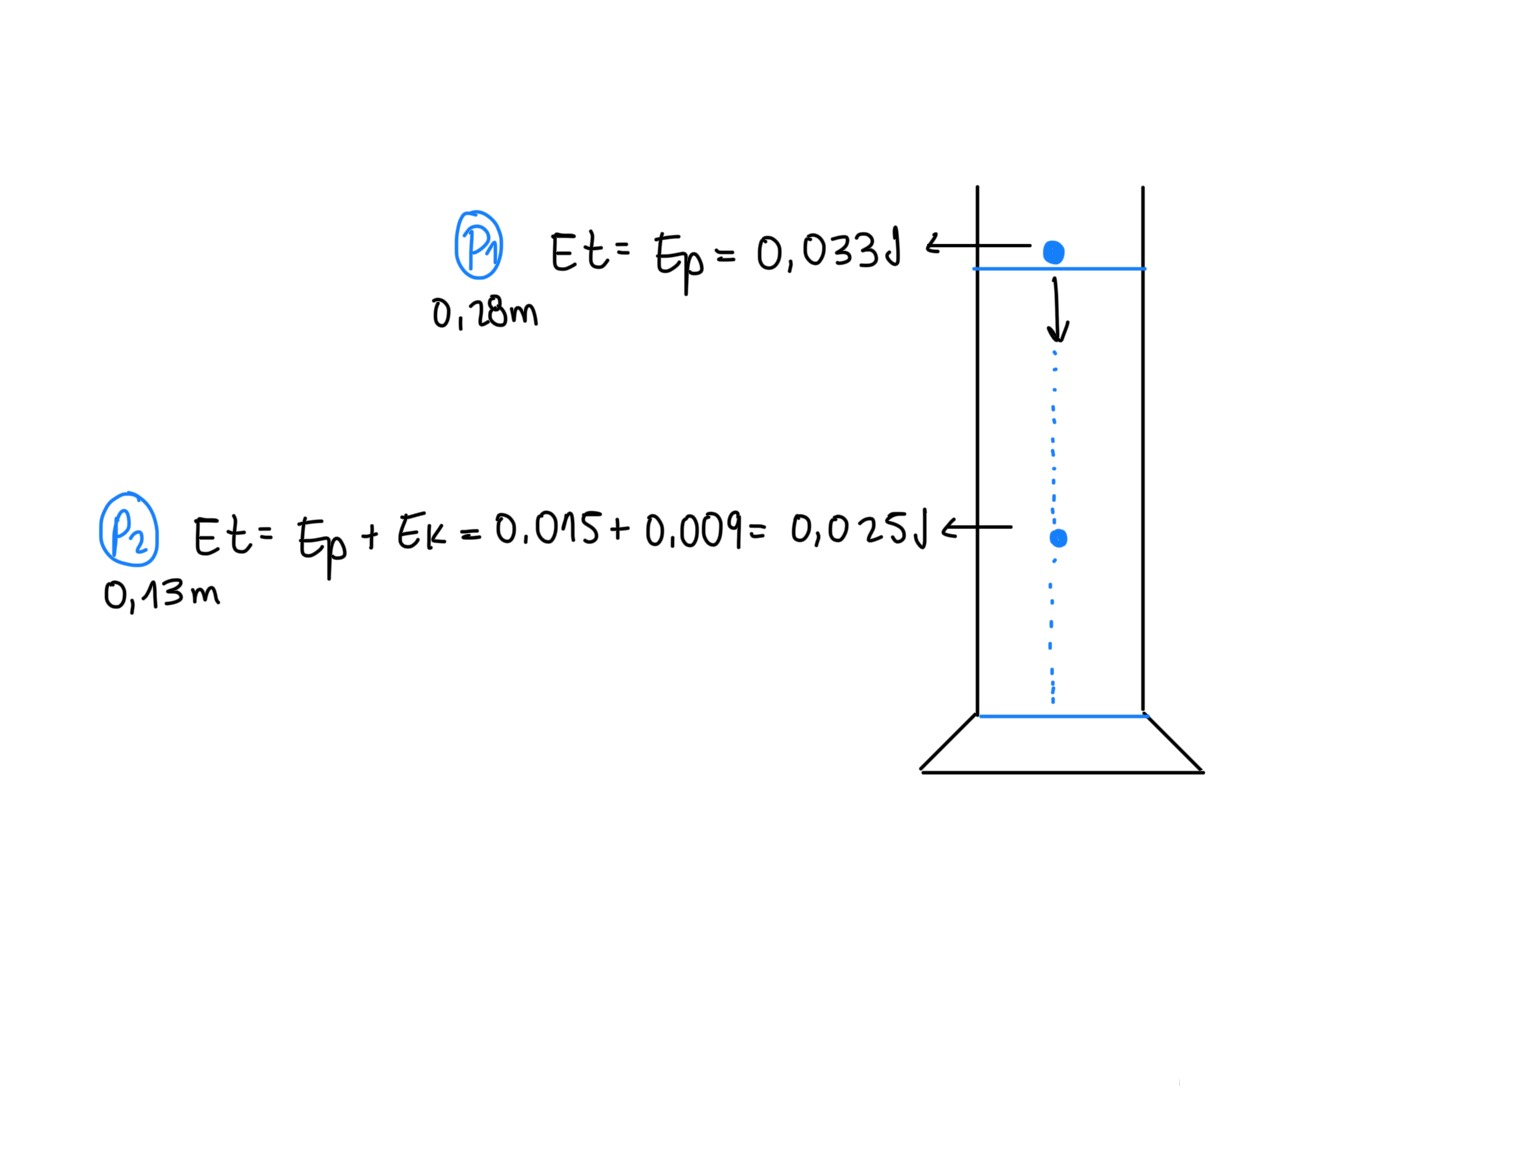 P1 Et = Ep = 0,033J
0,28m
P2 Et = Ep + Ek = 0.015 + 0.009 = 0,025J
0,13m